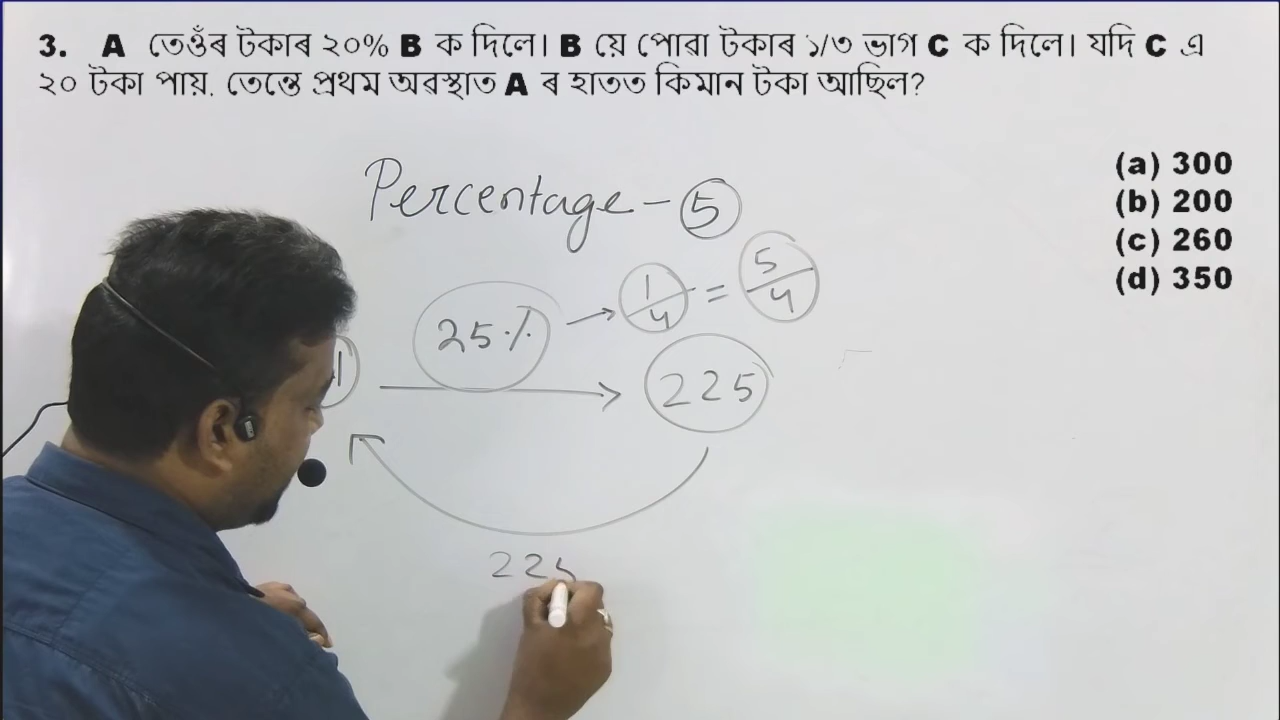 3. A তেওঁৰ টকাৰ ২০% B ক দিলে। B য়ে পোৱা টকাৰ ১/৩ ভাগ C ক দিলে। যদি C এ
২০ টকা পায়. তেন্তে প্ৰথম অৱস্থাত A ৰ হাতত কিমান টকা আছিল?
(a) 300
(b) 200
(c) 260
(d) 350
Percentage - 5
25% → 1/4 = 5/4
225
225